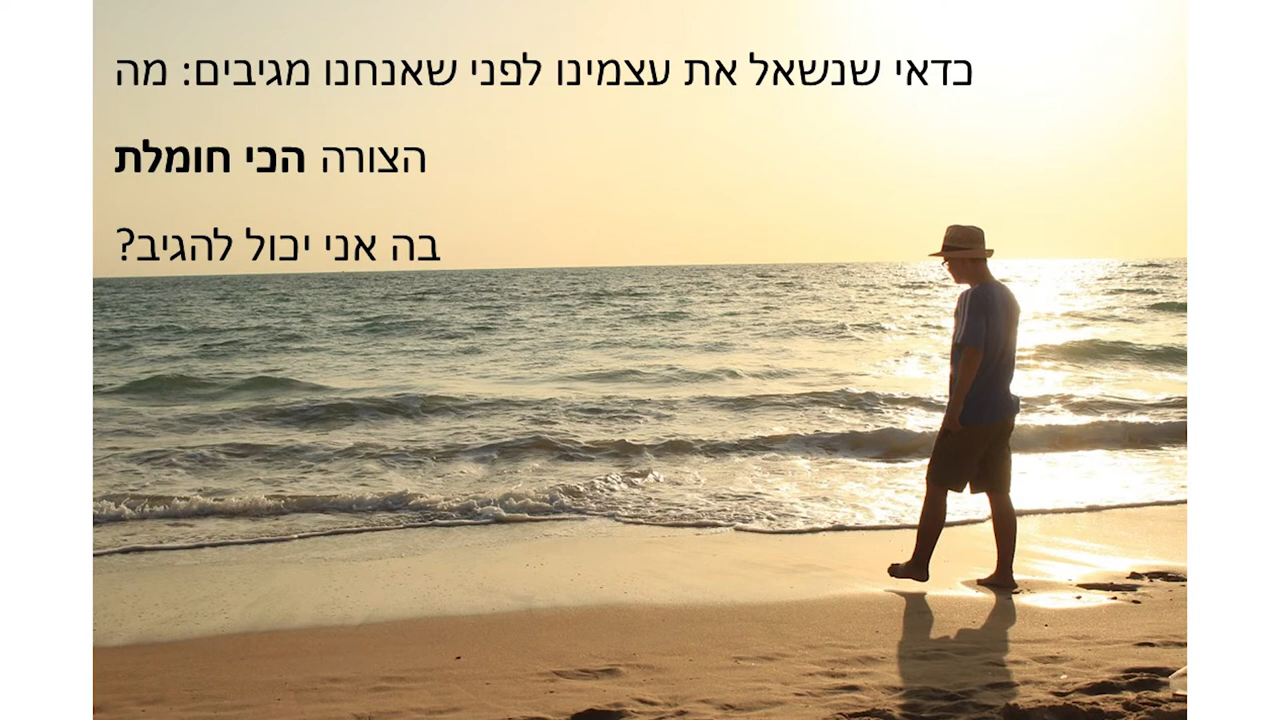 כדאי שנשאל את עצמינו לפני שאנחנו מגיבים: מה
הצורה הכי חומלת
בה אני יכול להגיב?